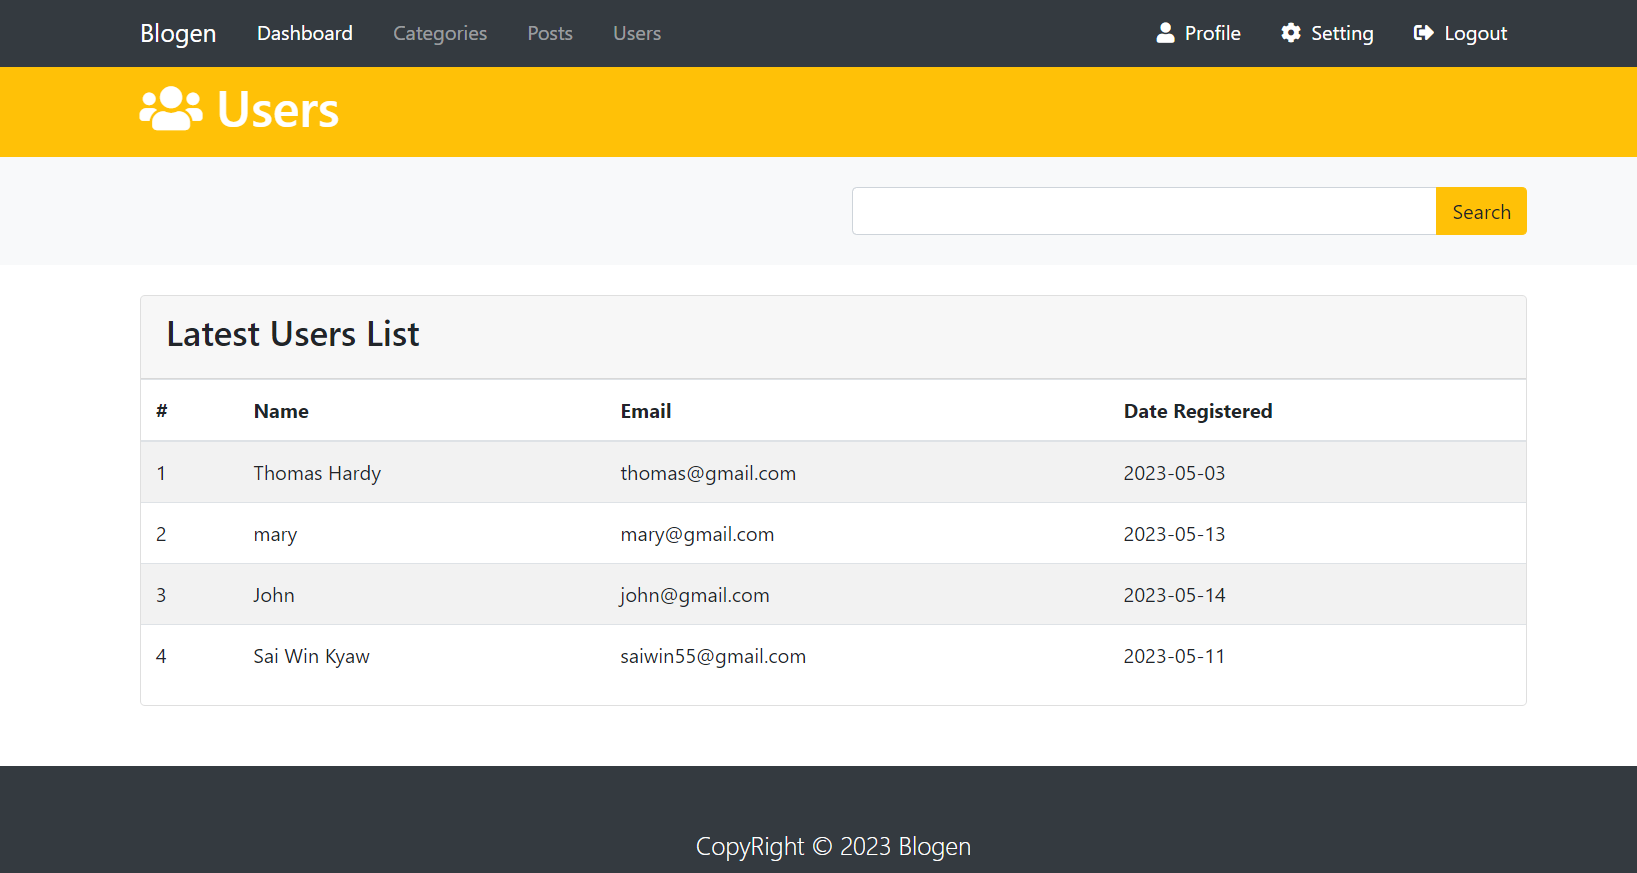 Blogen Dashboard Categories Posts Users Profile Setting Logout
Users
Search
Latest Users List
# Name Email Date Registered
1 Thomas Hardy thomas@gmail.com 2023-05-03
2 mary mary@gmail.com 2023-05-13
3 John john@gmail.com 2023-05-14
4 Sai Win Kyaw saiwin55@gmail.com 2023-05-11
CopyRight © 2023 Blogen